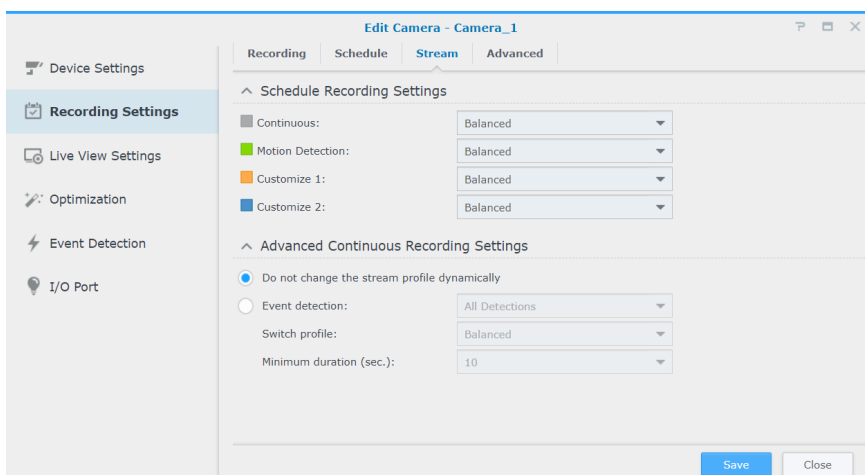 Edit Camera - Camera_1
Device Settings
Recording Settings
Live View Settings
Optimization
Event Detection
I/O Port
Recording Schedule Stream Advanced
Schedule Recording Settings
Continuous: Balanced
Motion Detection: Balanced
Customize 1: Balanced
Customize 2: Balanced
Advanced Continuous Recording Settings
Do not change the stream profile dynamically
Event detection: All Detections
Switch profile: Balanced
Minimum duration (sec.): 10
Save Close